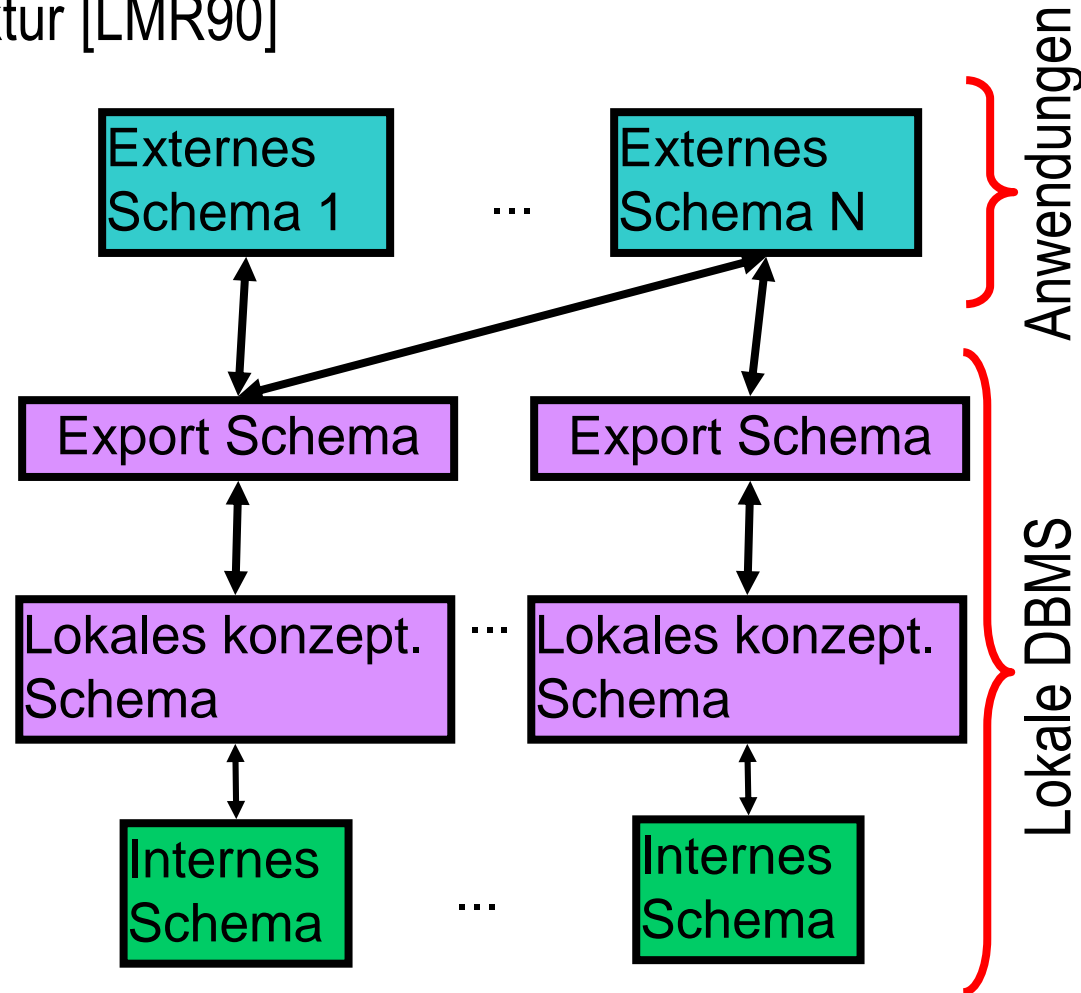 ktur [LMR90]
Externes
Schema 1
...
Externes
Schema N
Anwendungen
Export Schema
Export Schema
Lokales konzept.
Schema
...
Lokales konzept.
Schema
Lokale DBMS
Internes
Schema
...
Internes
Schema